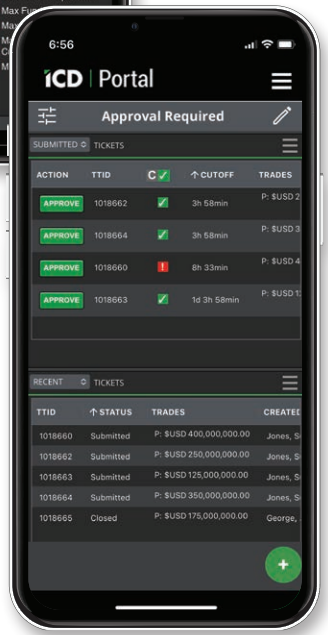 Max Fu
Ma
M
C
M
6:56
iCD | Portal
Approval Required
SUBMITTED TICKETS
ACTION TTID C ↑ CUTOFF TRADES
APPROVE 1018662 3h 58min P: $USD 2
APPROVE 1018664 3h 58min P: $USD 3
APPROVE 1018660 ! 8h 33min P: $USD 4
APPROVE 1018663 1d 3h 58min P: $USD 1
RECENT TICKETS
TTID ↑ STATUS TRADES CREATED
1018660 Submitted P: $USD 400,000,000.00 Jones, S
1018662 Submitted P: $USD 250,000,000.00 Jones, S
1018663 Submitted P: $USD 125,000,000.00 Jones, S
1018664 Submitted P: $USD 350,000,000.00 Jones, S
1018665 Closed P: $USD 175,000,000.00 George,
+